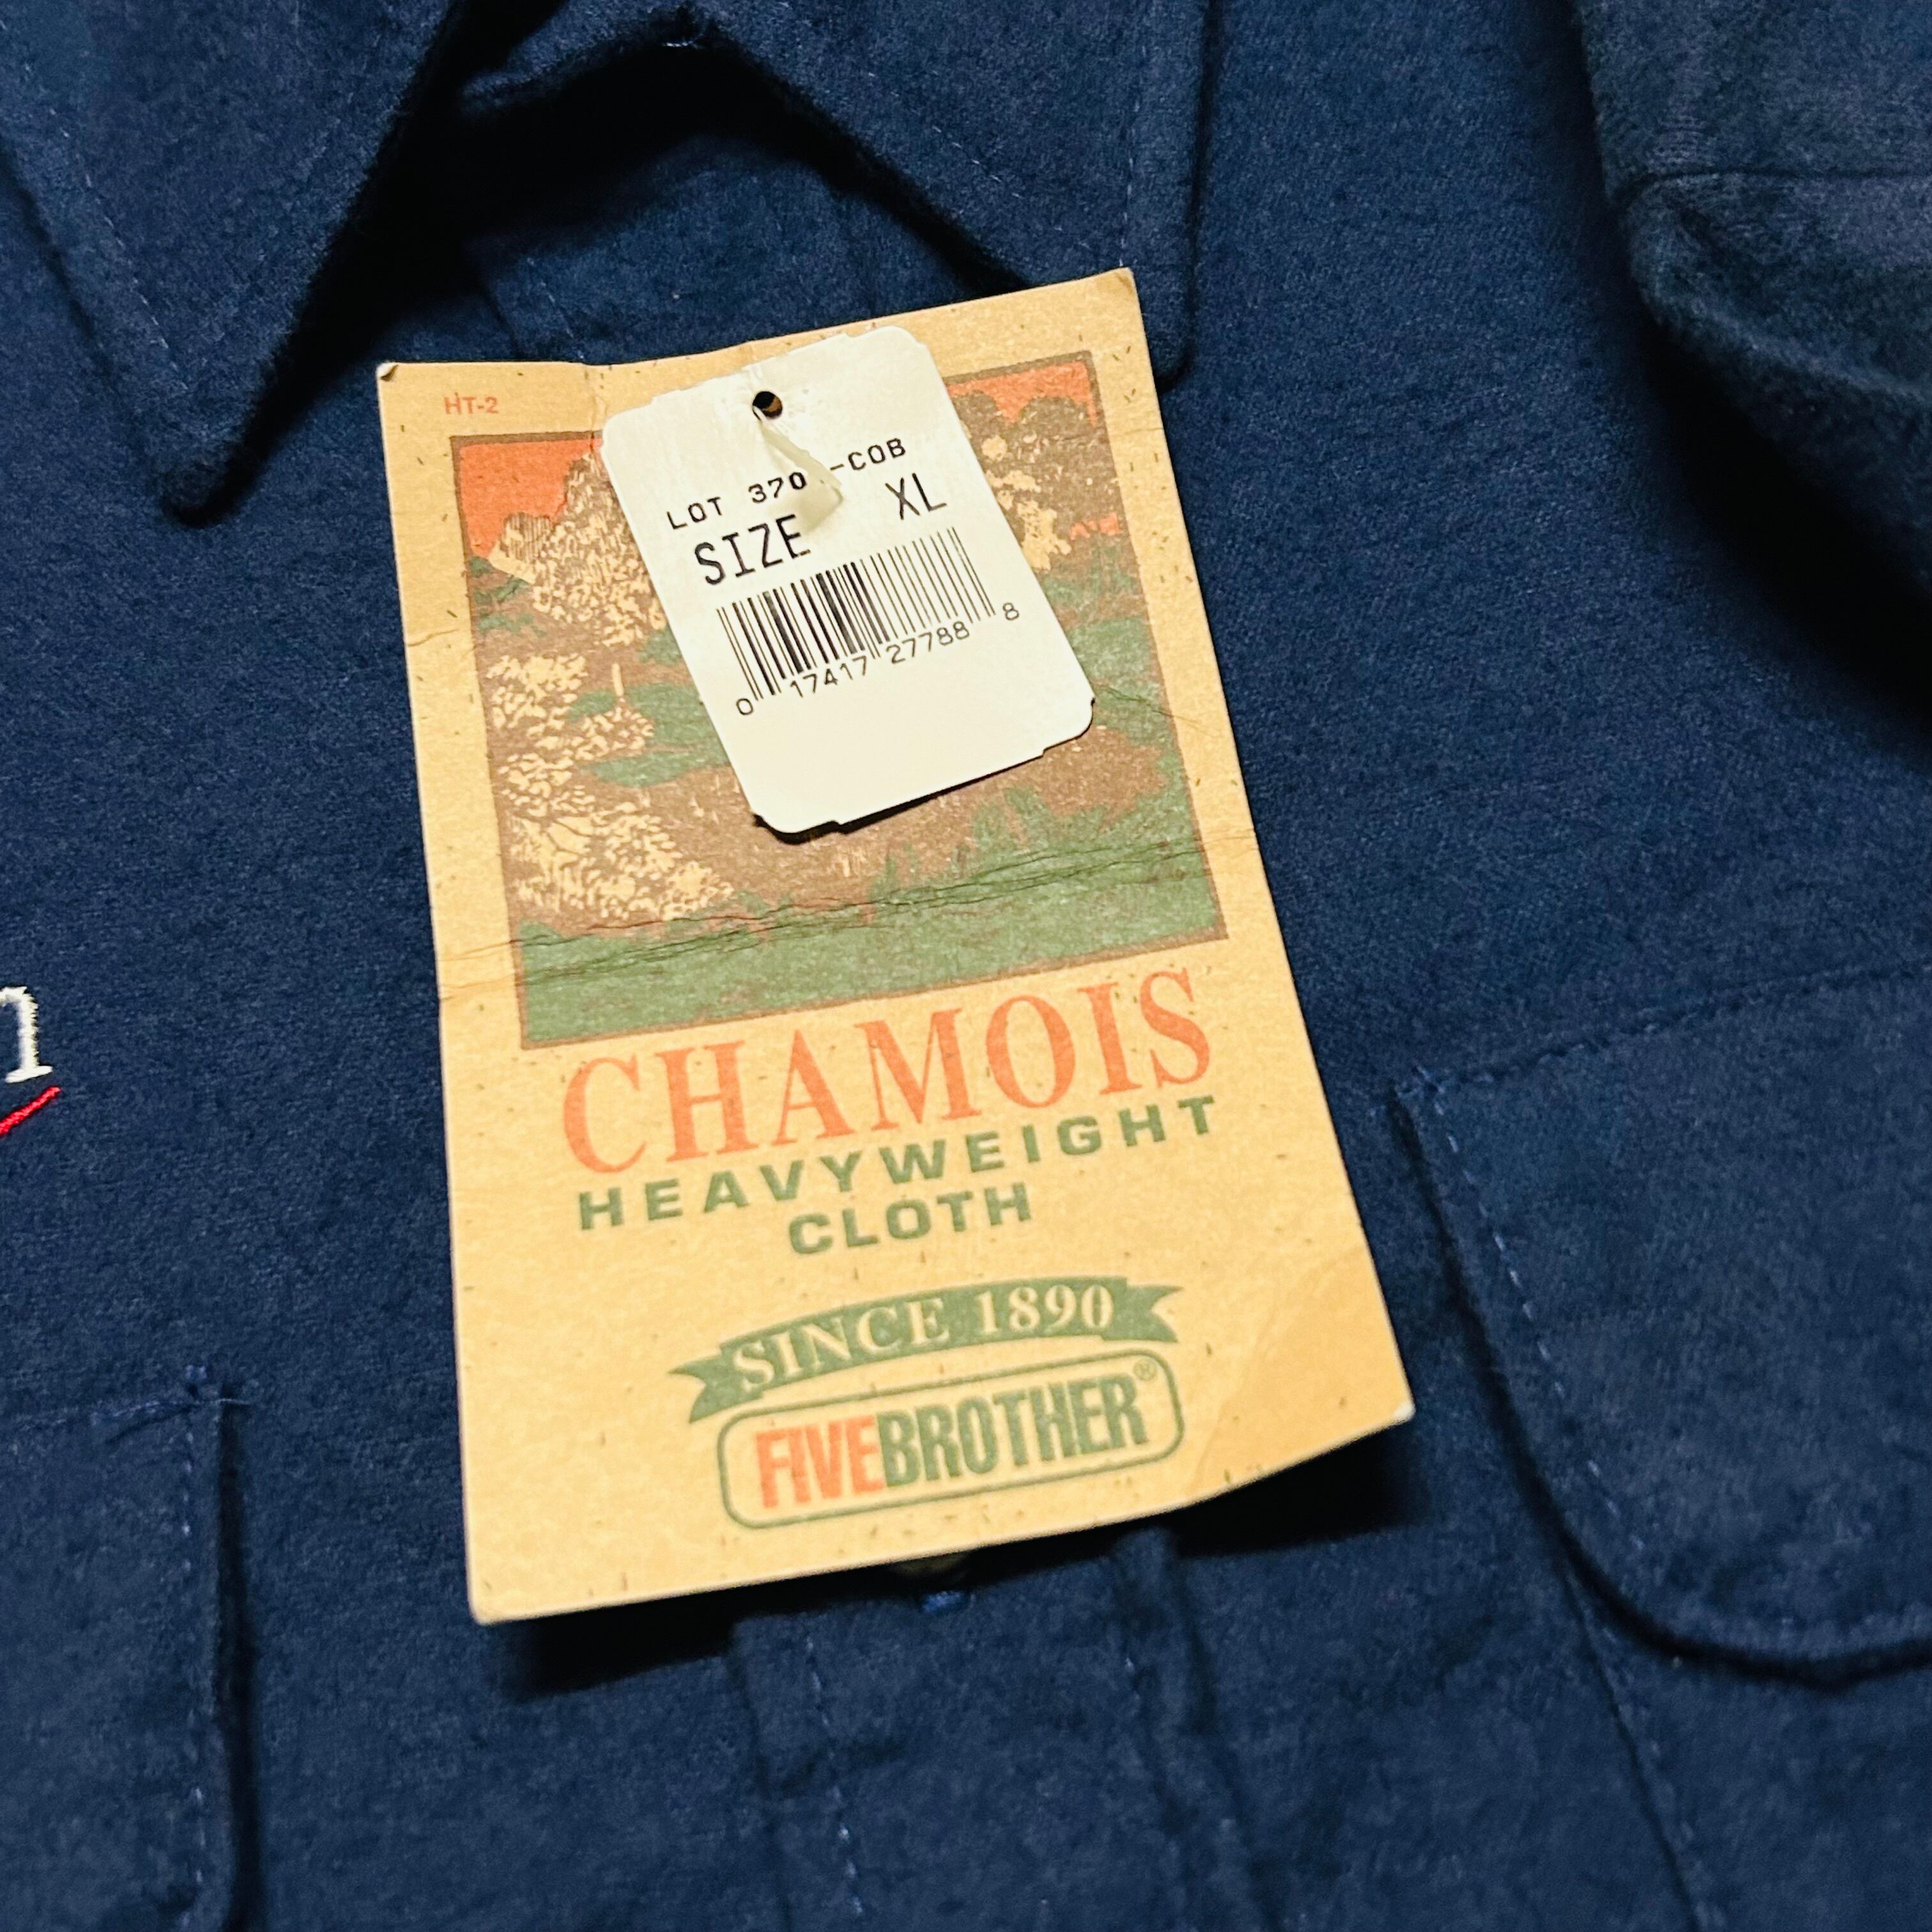 HT-2
LOT 370 -COB
SIZE XL
0 17417 27788 8
CHAMOIS
HEAVYWEIGHT
CLOTH
SINCE 1890
FIVEBROTHER®